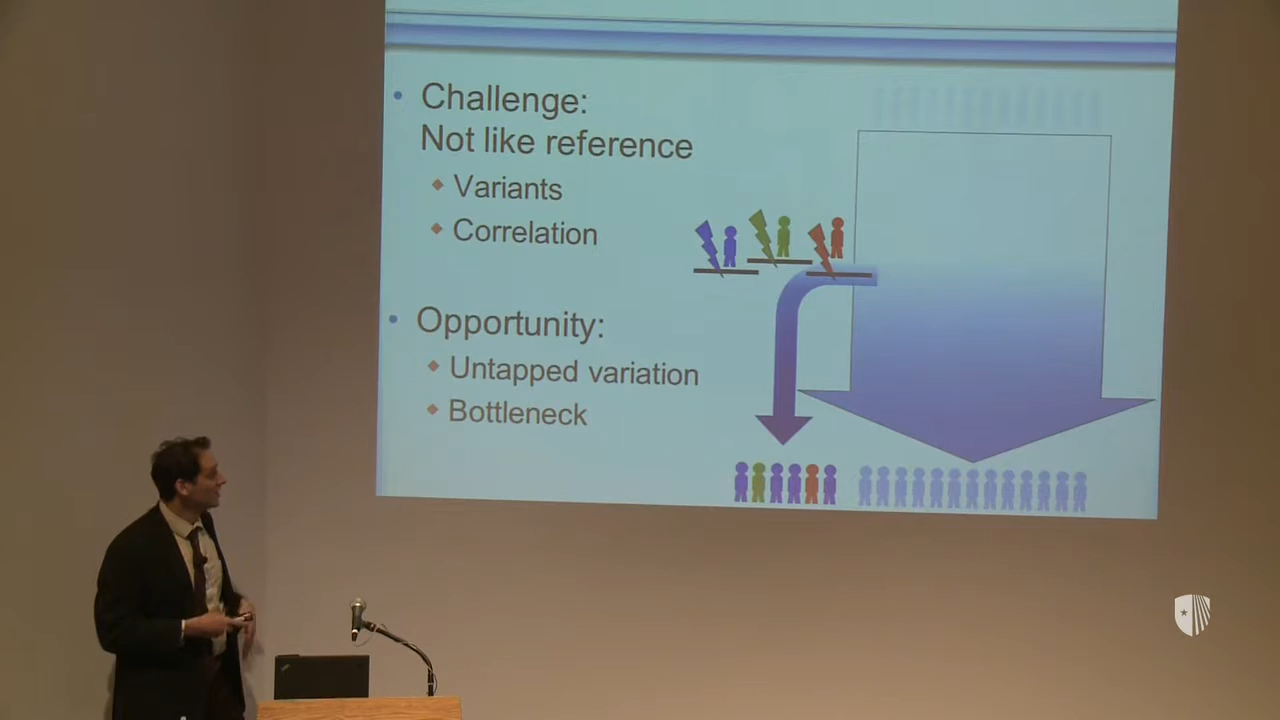 Challenge:
Not like reference
Variants
Correlation
Opportunity:
Untapped variation
Bottleneck